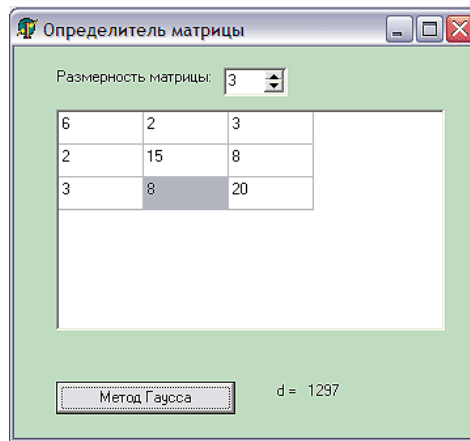 Определитель матрицы
Размерность матрицы: 3
6 2 3
2 15 8
3 8 20
Метод Гаусса d = 1297